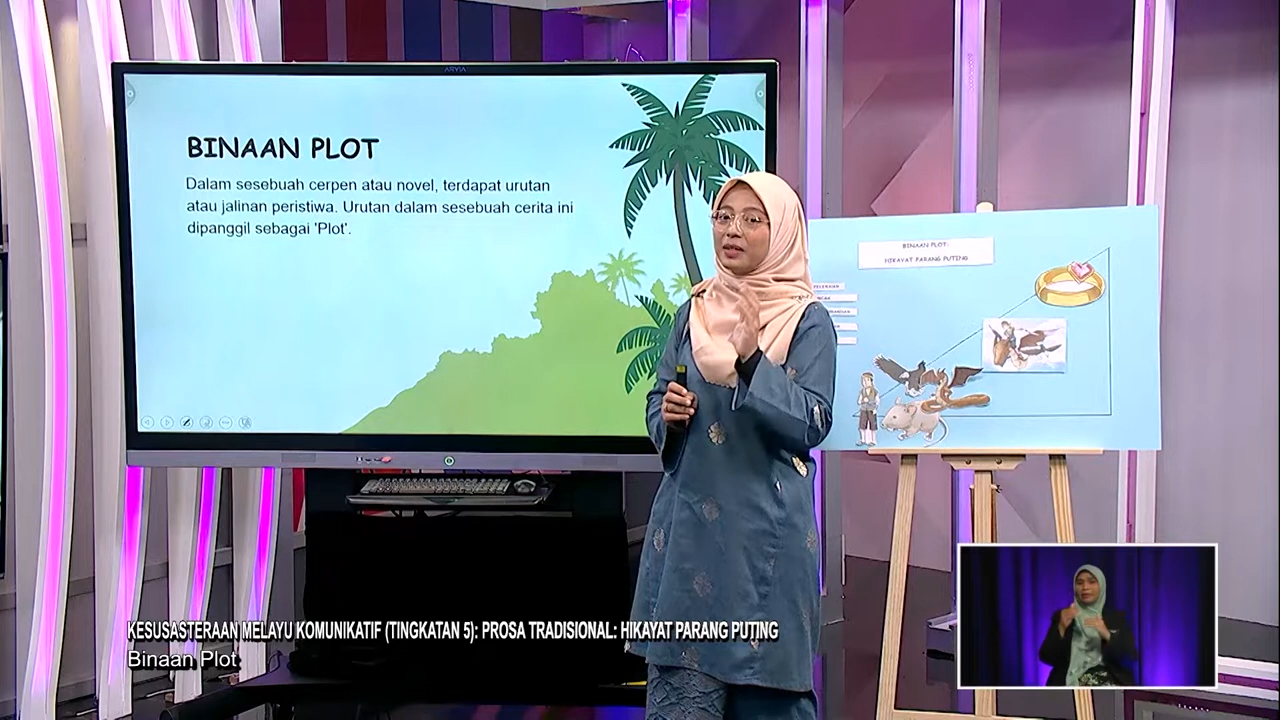 BINAAN PLOT
Dalam sesebuah cerpen atau novel, terdapat urutan
atau jalinan peristiwa. Urutan dalam sesebuah cerita ini
dipanggil sebagai 'Plot'.
BINAAN PLOT:
HIKAYAT PARANG PUTING
KESUSASTERAAN MELAYU KOMUNIKATIF (TINGKATAN 5): PROSA TRADISIONAL: HIKAYAT PARANG PUTING
Binaan Plot